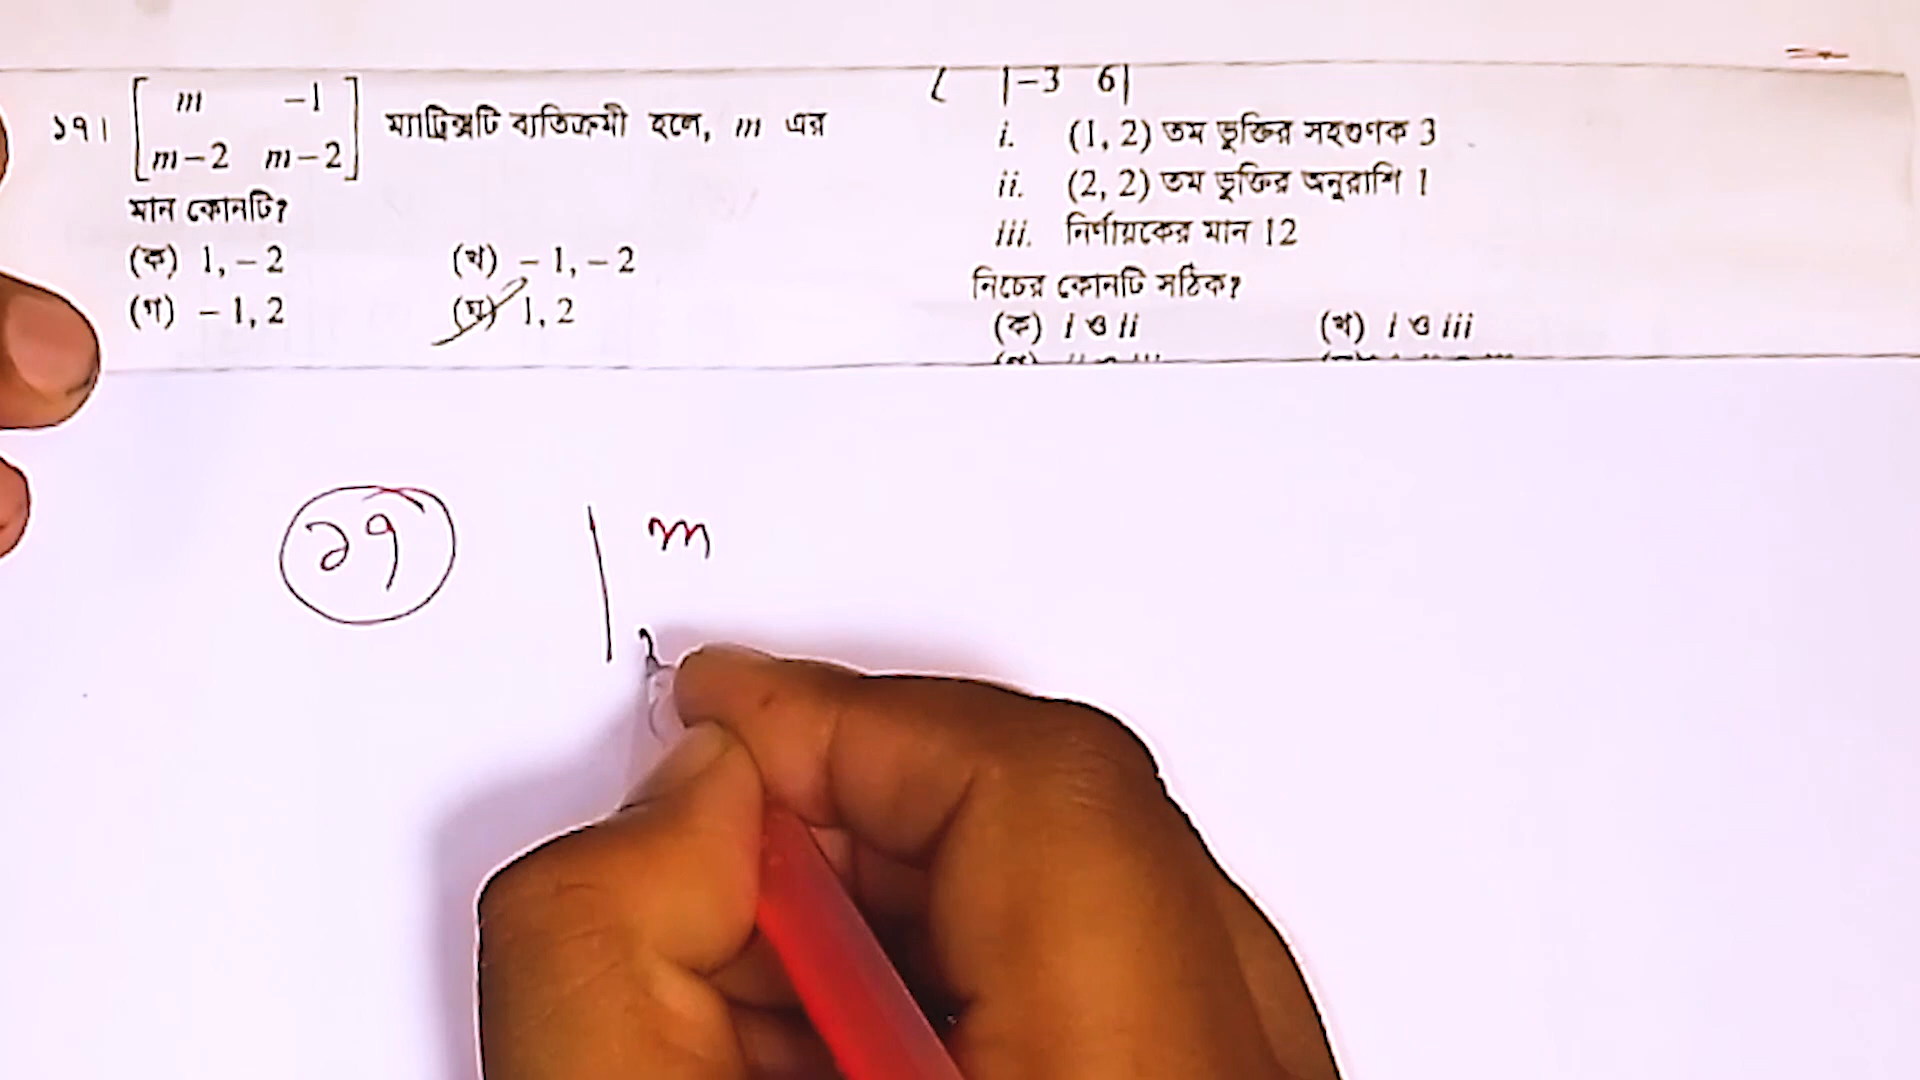 ১৭। [ m -1
m-2 m-2 ] ম্যাট্রিক্সটি ব্যতিক্রমী হলে, m এর
মান কোনটি?
(ক) 1, - 2
(খ) - 1, - 2
(গ) - 1, 2
(ঘ) 1, 2
|-3 6|
i. (1, 2) তম ভুক্তির সহগুণক 3
ii. (2, 2) তম ভুক্তির অনুরাশি 1
iii. নির্ণায়কের মান 12
নিচের কোনটি সঠিক?
(ক) i ও ii
(খ) i ও iii
১৭
| m